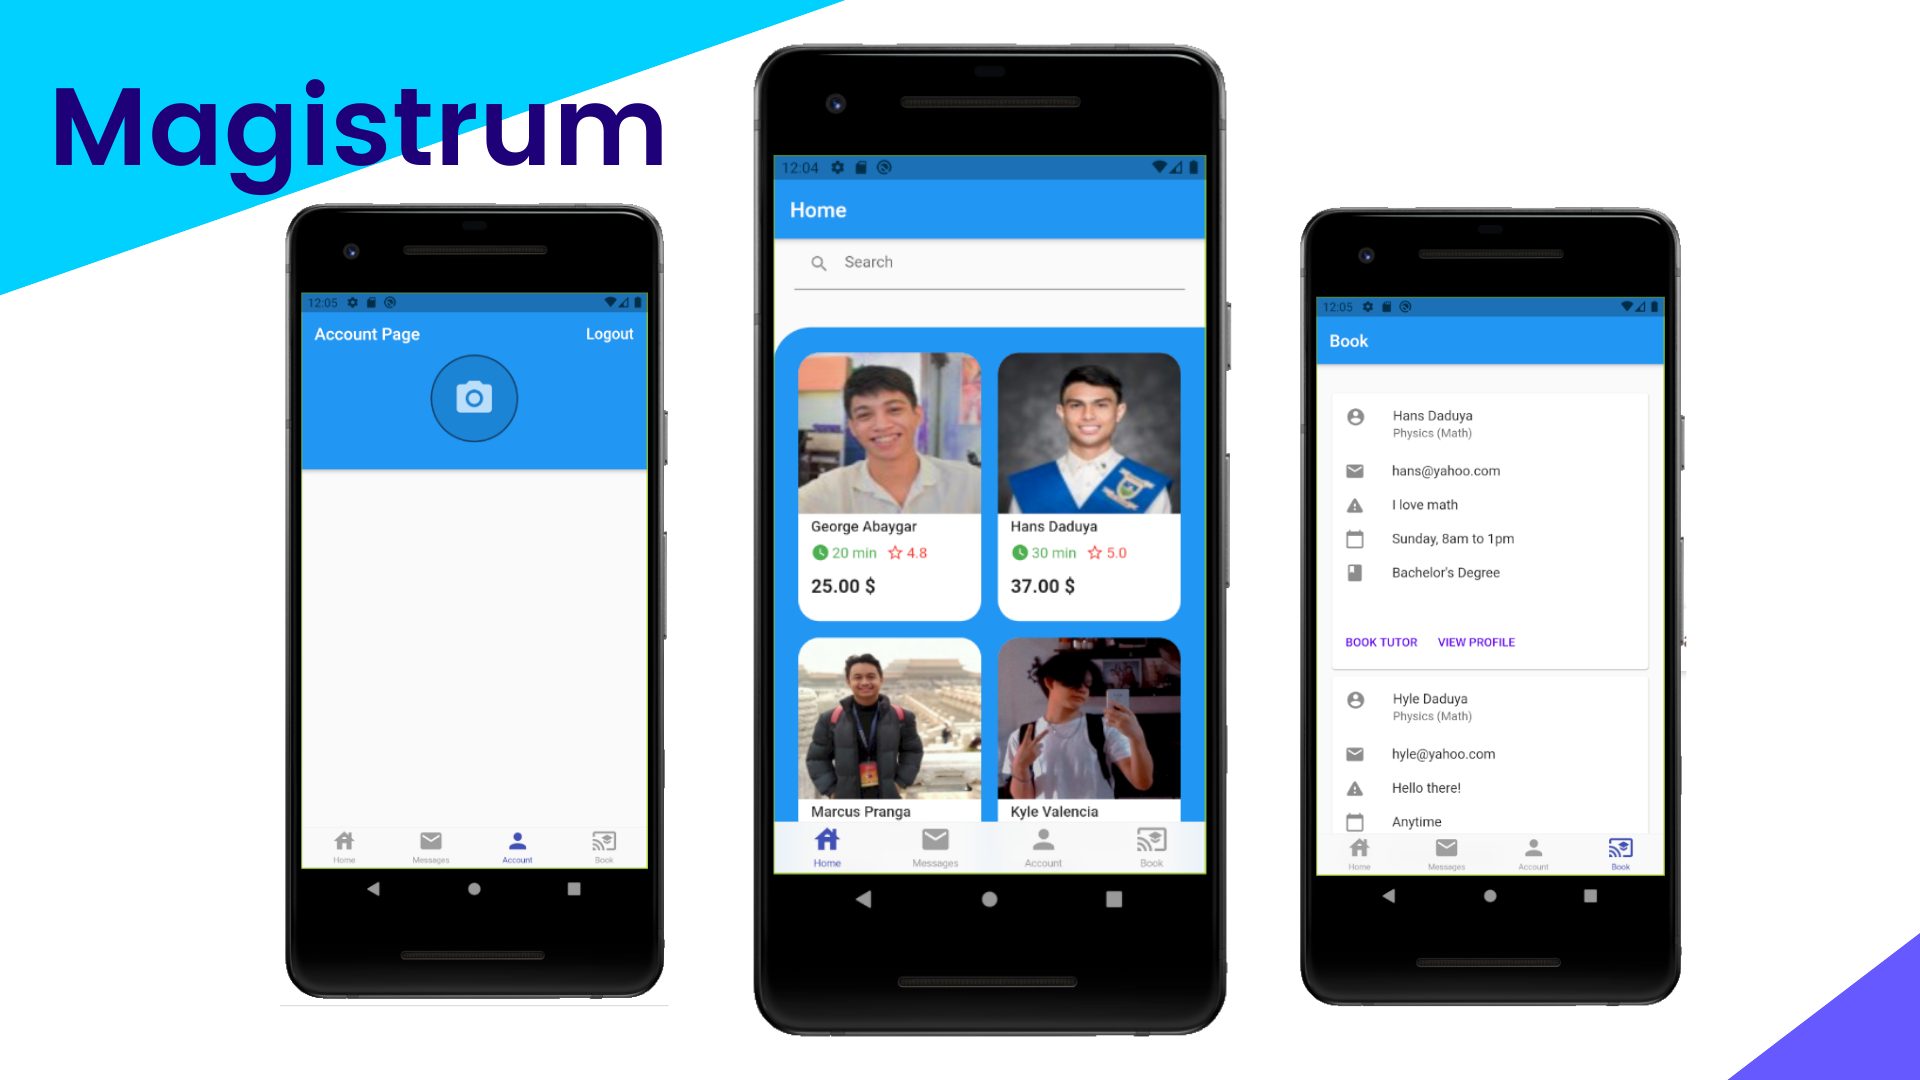 Magistrum
12:05
Account Page
Logout
Home
Messages
Account
Book
12:04
Home
Search
George Abaygar
20 min
4.8
25.00 $
Hans Daduya
30 min
5.0
37.00 $
Marcus Pranga
Kyle Valencia
Home
Messages
Account
Book
12:05
Book
Hans Daduya
Physics (Math)
hans@yahoo.com
I love math
Sunday, 8am to 1pm
Bachelor's Degree
BOOK TUTOR
VIEW PROFILE
Hyle Daduya
Physics (Math)
hyle@yahoo.com
Hello there!
Anytime
Home
Messages
Account
Book